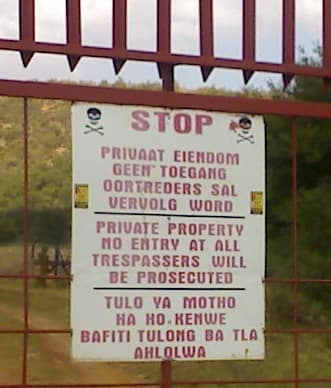 STOP
PRIVAAT EIENDOM
GEEN TOEGANG
OORTREDERS SAL
VERVOLG WORD
PRIVATE PROPERTY
NO ENTRY AT ALL
TRESPASSERS WILL
BE PROSECUTED
TULO YA MOTHO
HA HO-KENWE
BAFITI TULONG BA TLA
AHLOLWA